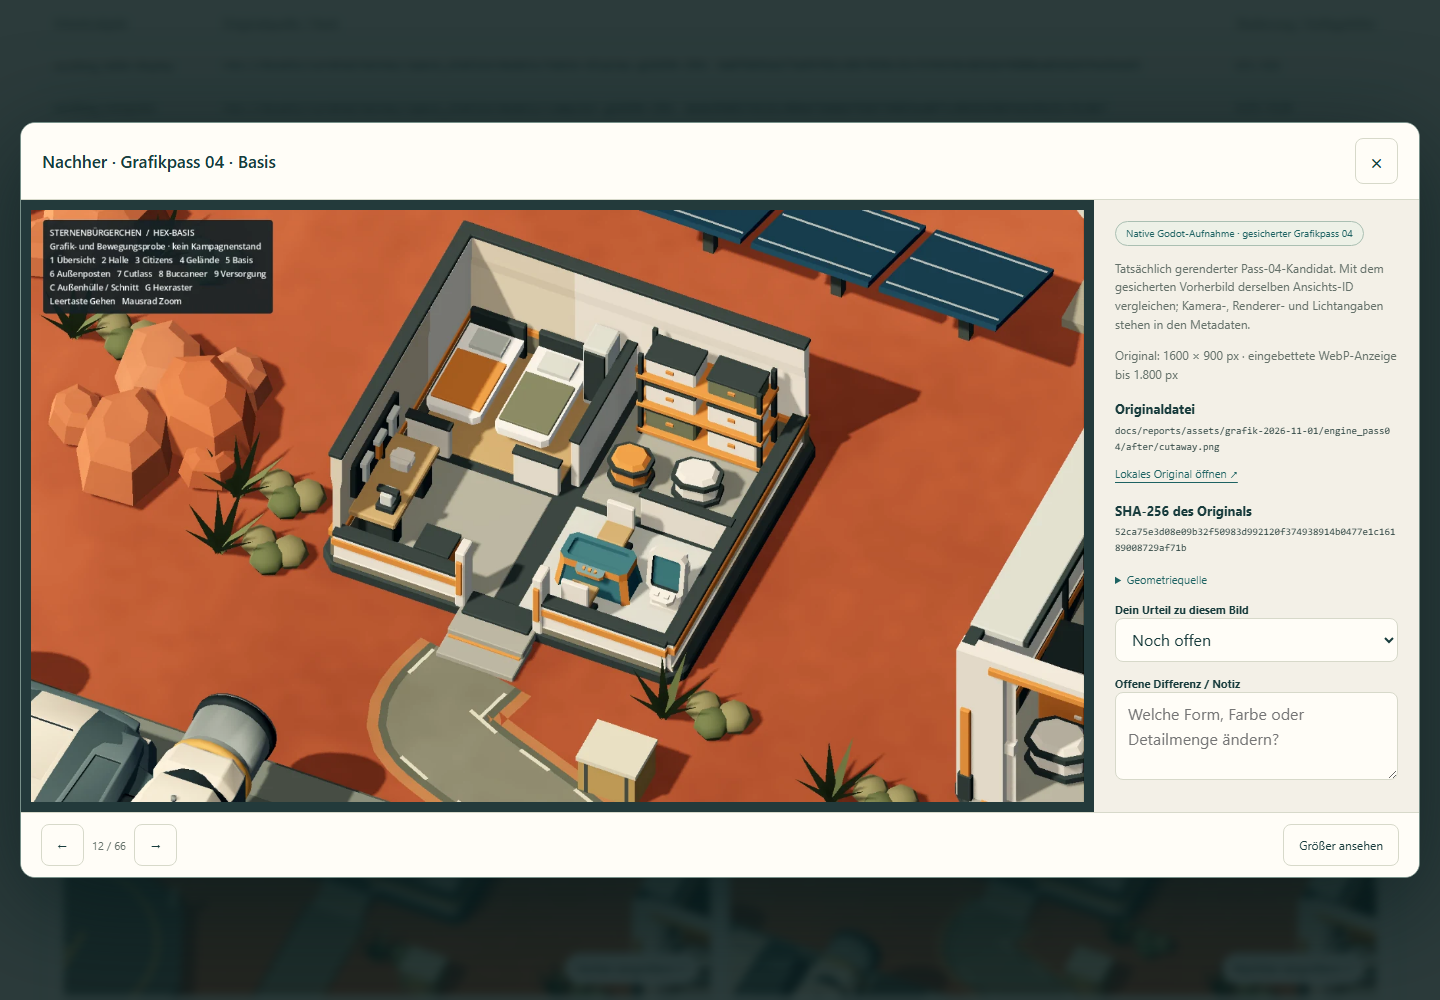 Nachher · Grafikpass 04 · Basis
×
STERNENBÜRGERCHEN / HEX-BASIS
Grafik- und Bewegungsprobe · kein Kampagnenstand
1 Übersicht 2 Halle 3 Citizens 4 Gelände 5 Basis
6 Außenposten 7 Cutlass 8 Buccaneer 9 Versorgung
C Außenhülle / Schnitt G Hexraster
Leertaste Gehen Mausrad Zoom
Native Godot-Aufnahme · gesicherter Grafikpass 04
Tatsächlich gerenderter Pass-04-Kandidat. Mit dem
gesicherten Vorherbild derselben Ansichts-ID
vergleichen; Kamera-, Renderer- und Lichtangaben
stehen in den Metadaten.
Original: 1600 × 900 px · eingebettete WebP-Anzeige
bis 1.800 px
Originaldatei
docs/reports/assets/grafik-2026-11-01/engine_pass0
4/after/cutaway.png
Lokales Original öffnen ↗
SHA-256 des Originals
52ca75e3d08e09b32f50983d992120f374938914b0477e1c161
89008729af71b
▶ Geometriequelle
Dein Urteil zu diesem Bild
Noch offen
Offene Differenz / Notiz
Welche Form, Farbe oder
Detailmenge ändern?
← 12 / 66 →
Größer ansehen